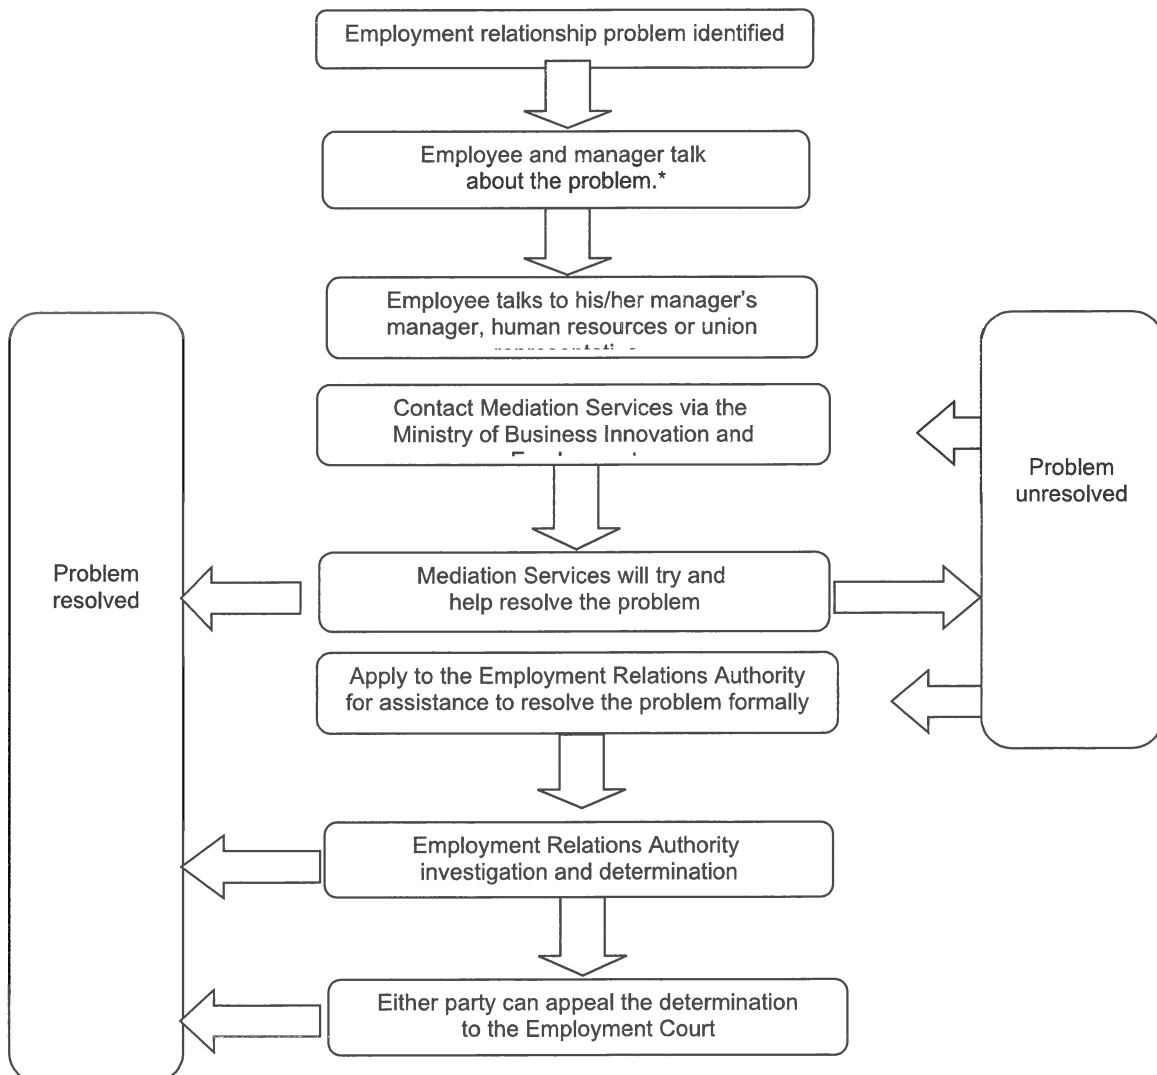 Employment relationship problem identified
Employee and manager talk
about the problem.*
Employee talks to his/her manager's
manager, human resources or union
Contact Mediation Services via the
Ministry of Business Innovation and
Problem
unresolved
Problem
resolved
Mediation Services will try and
help resolve the problem
Apply to the Employment Relations Authority
for assistance to resolve the problem formally
Employment Relations Authority
investigation and determination
Either party can appeal the determination
to the Employment Court